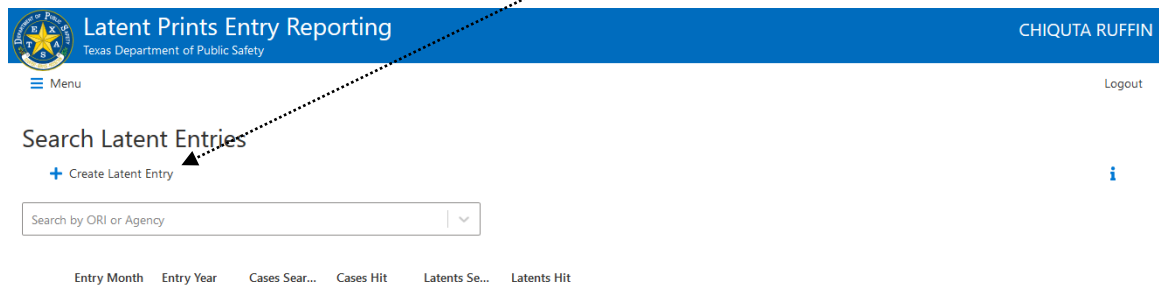 Latent Prints Entry Reporting
CHIQUTA RUFFIN
Texas Department of Public Safety
Menu
Logout
Search Latent Entries
Create Latent Entry
Search by ORI or Agency
Entry Month Entry Year Cases Sear... Cases Hit Latents Se... Latents Hit